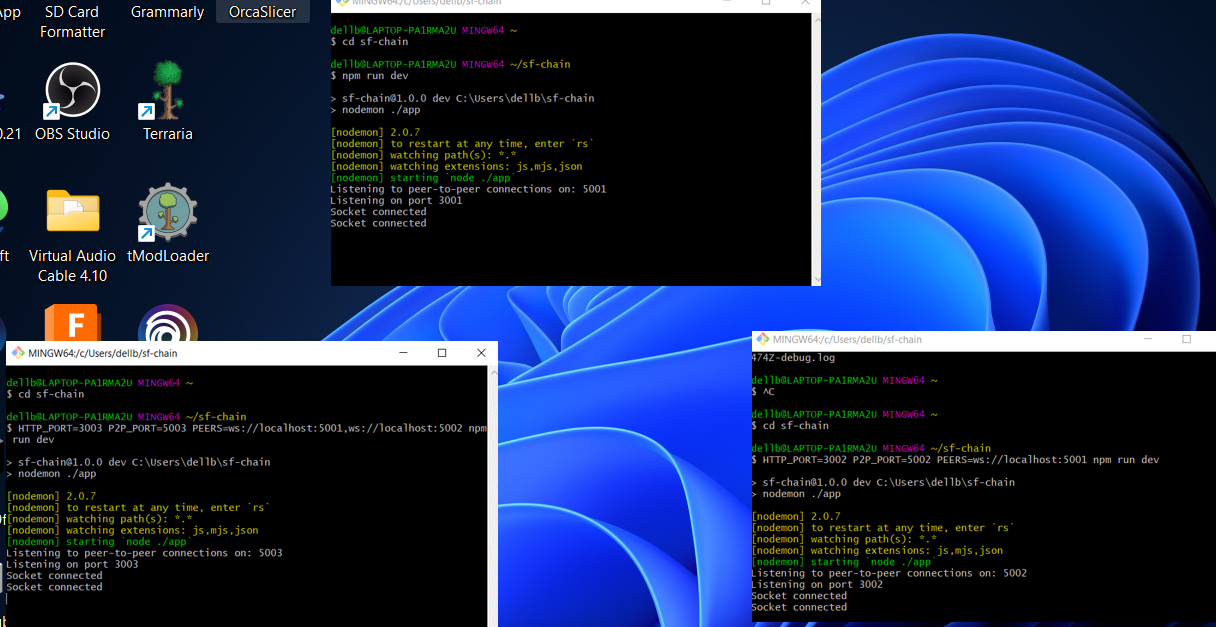 App
SD Card
Formatter
Grammarly
OrcaSlicer
0.21
OBS Studio
Terraria
ft
Virtual Audio
Cable 4.10
tModLoader
F
MINGW64:/c/Users/dellb/sf-chain
dellb@LAPTOP-PA1RMA2U MINGW64 ~
$ cd sf-chain
dellb@LAPTOP-PA1RMA2U MINGW64 ~/sf-chain
$ npm run dev
> sf-chain@1.0.0 dev C:\Users\dellb\sf-chain
> nodemon ./app
[nodemon] 2.0.7
[nodemon] to restart at any time, enter `rs`
[nodemon] watching path(s): *.*
[nodemon] watching extensions: js,mjs,json
[nodemon] starting `node ./app`
Listening to peer-to-peer connections on: 5001
Listening on port 3001
Socket connected
Socket connected
MINGW64:/c/Users/dellb/sf-chain
dellb@LAPTOP-PA1RMA2U MINGW64 ~
$ cd sf-chain
dellb@LAPTOP-PA1RMA2U MINGW64 ~/sf-chain
$ HTTP_PORT=3003 P2P_PORT=5003 PEERS=ws://localhost:5001,ws://localhost:5002 npm
run dev
> sf-chain@1.0.0 dev C:\Users\dellb\sf-chain
> nodemon ./app
[nodemon] 2.0.7
[nodemon] to restart at any time, enter `rs`
[nodemon] watching path(s): *.*
[nodemon] watching extensions: js,mjs,json
[nodemon] starting `node ./app`
Listening to peer-to-peer connections on: 5003
Listening on port 3003
Socket connected
Socket connected
MINGW64:/c/Users/dellb/sf-chain
474Z-debug.log
dellb@LAPTOP-PA1RMA2U MINGW64 ~
$ ^C
dellb@LAPTOP-PA1RMA2U MINGW64 ~
$ cd sf-chain
dellb@LAPTOP-PA1RMA2U MINGW64 ~/sf-chain
$ HTTP_PORT=3002 P2P_PORT=5002 PEERS=ws://localhost:5001 npm run dev
> sf-chain@1.0.0 dev C:\Users\dellb\sf-chain
> nodemon ./app
[nodemon] 2.0.7
[nodemon] to restart at any time, enter `rs`
[nodemon] watching path(s): *.*
[nodemon] watching extensions: js,mjs,json
[nodemon] starting `node ./app`
Listening to peer-to-peer connections on: 5002
Listening on port 3002
Socket connected
Socket connected